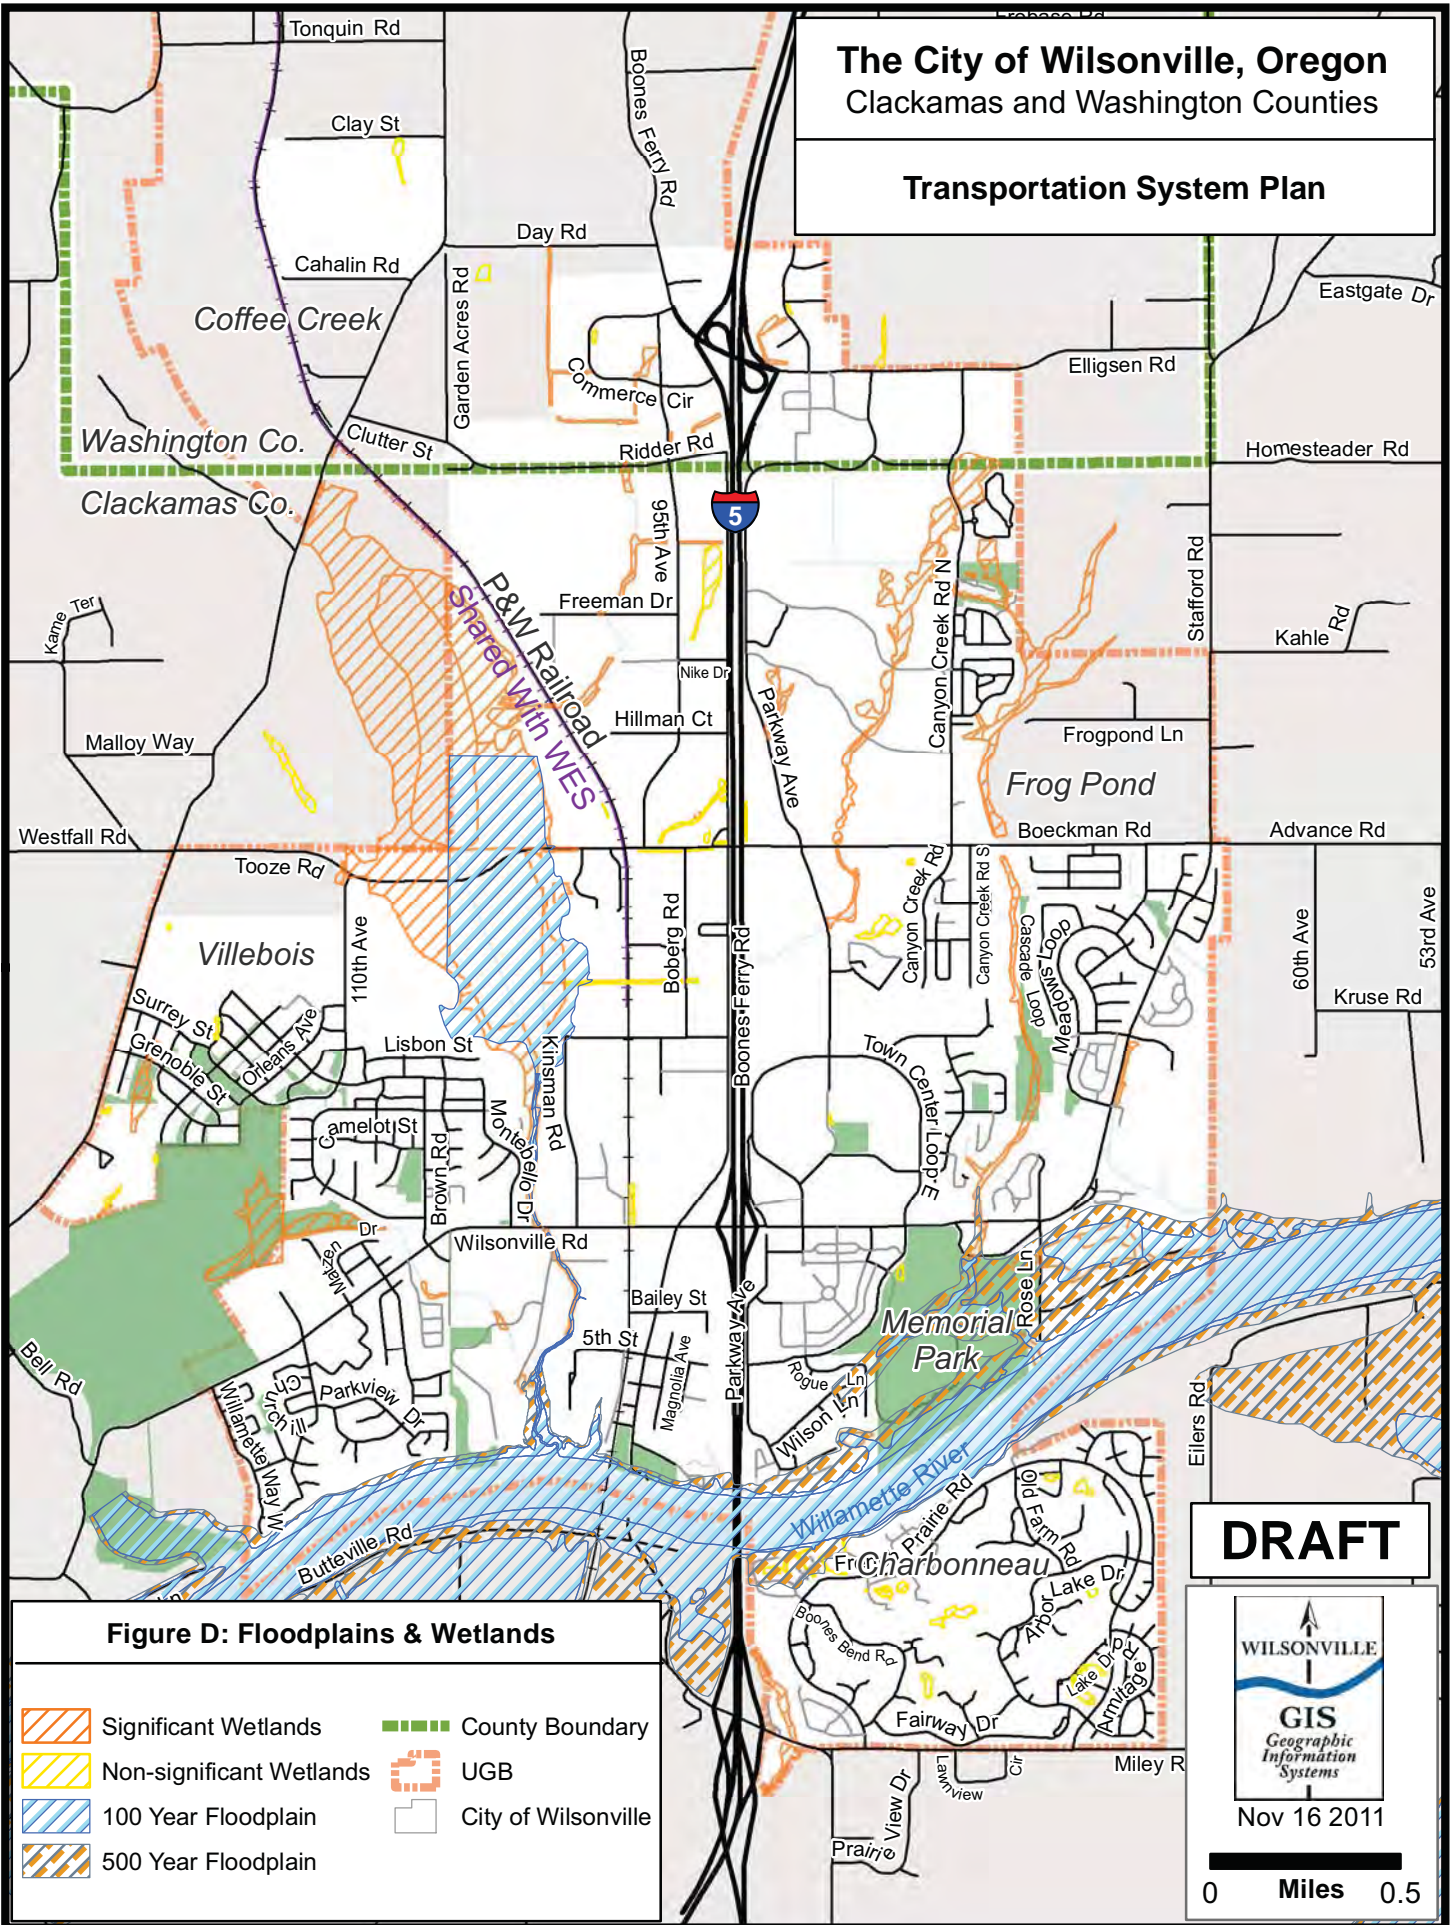 Tonquin Rd
Boones Ferry Rd
Frobase Rd
The City of Wilsonville, Oregon
Clackamas and Washington Counties
Transportation System Plan
Clay St
Day Rd
Cahalin Rd
Garden Acres Rd
Coffee Creek
Eastgate Dr
Elligsen Rd
Commerce Cir
Clutter St
Ridder Rd
Washington Co.
Homesteader Rd
Clackamas Co.
95th Ave
5
Stafford Rd
P&W Railroad
Shared With WES
Freeman Dr
Canyon Creek Rd N
Kame Ter
Kahle Rd
Nike Dr
Parkway Ave
Hillman Ct
Malloy Way
Frogpond Ln
Frog Pond
Westfall Rd
Boeckman Rd
Advance Rd
Tooze Rd
Canyon Creek Rd
Canyon Creek Rd S
Boberg Rd
Villebois
110th Ave
Boones Ferry Rd
Cascade Loop
Meadows Loop
60th Ave
53rd Ave
Kruse Rd
Surrey St
Grenoble St
Orleans Ave
Lisbon St
Kinsman Rd
Town Center Loop E
Camelot St
Brown Rd
Montebello Dr
Matzen Dr
Wilsonville Rd
Rose Ln
Bailey St
Parkway Ave
5th St
Magnolia Ave
Memorial
Park
Bell Rd
Churchill
Parkview Dr
Rogue Ln
Wilson Ln
Willamette Way W
Eilers Rd
Willamette River
Prairie Rd
Old Farm Rd
Butteville Rd
Charbonneau
Lake Dr
Arbor
DRAFT
Boones Bend Rd
Lake Dr
Armitage Rd
Fairway Dr
Miley R
Lawnview Cir
Prairie View Dr
Figure D: Floodplains & Wetlands
Significant Wetlands
Non-significant Wetlands
100 Year Floodplain
500 Year Floodplain
County Boundary
UGB
City of Wilsonville
WILSONVILLE
GIS
Geographic
Information
Systems
Nov 16 2011
0 Miles 0.5